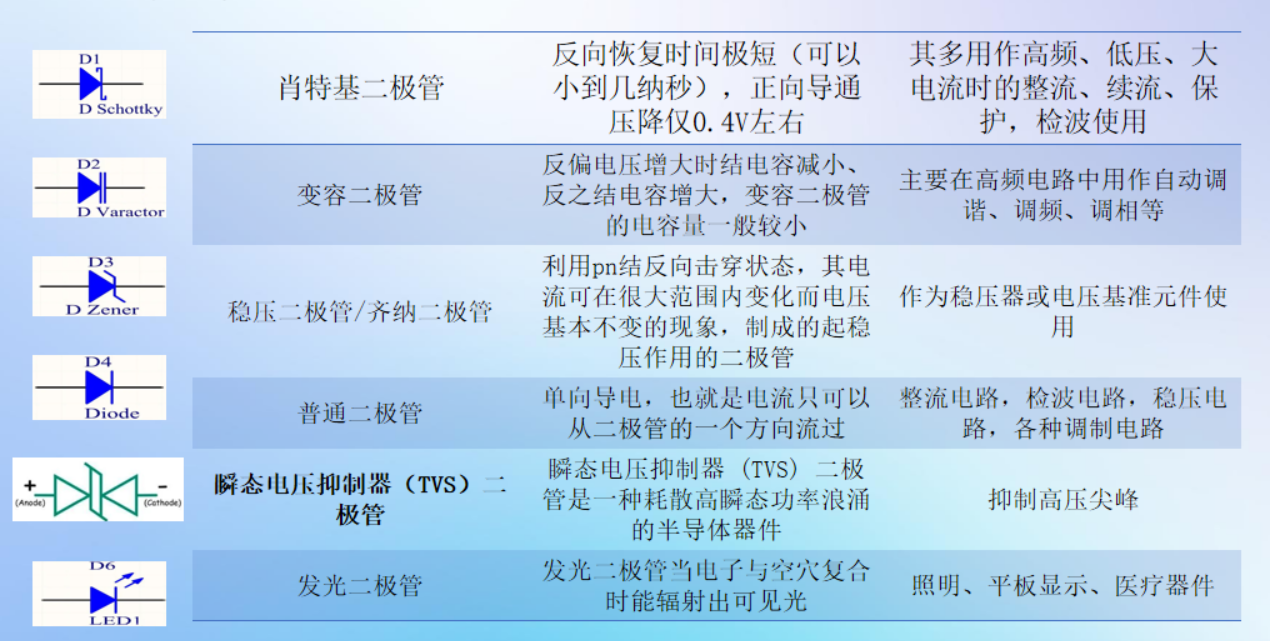 D1
D Schottky
肖特基二极管
反向恢复时间极短（可以
小到几纳秒），正向导通
压降仅0.4V左右
其多用作高频、低压、大
电流时的整流、续流、保
护，检波使用
D2
D Varactor
变容二极管
反偏电压增大时结电容减小、
反之结电容增大，变容二极管
的电容量一般较小
主要在高频电路中用作自动调
谐、调频、调相等
D3
D Zener
稳压二极管/齐纳二极管
利用pn结反向击穿状态，其电
流可在很大范围内变化而电压
基本不变的现象，制成的起稳
压作用的二极管
作为稳压器或电压基准元件使
用
D4
Diode
普通二极管
单向导电，也就是电流只可以
从二极管的一个方向流过
整流电路，检波电路，稳压电
路，各种调制电路
+
(Anode)
-
(Cathode)
瞬态电压抑制器（TVS）二
极管
瞬态电压抑制器 (TVS) 二极
管是一种耗散高瞬态功率浪涌
的半导体器件
抑制高压尖峰
D6
LED1
发光二极管
发光二极管当电子与空穴复合
时能辐射出可见光
照明、平板显示、医疗器件